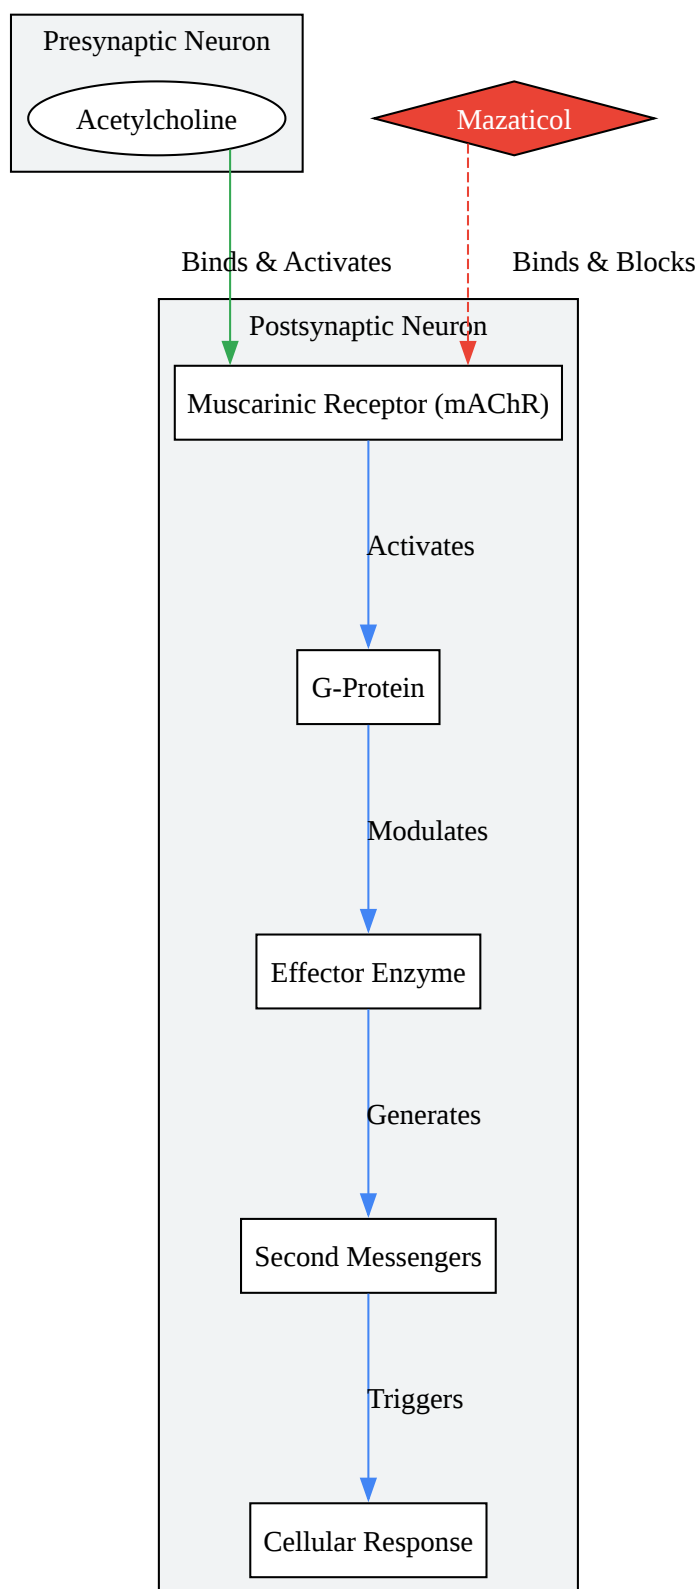 Presynaptic Neuron
Acetylcholine
Mazaticol
Binds & Activates
Binds & Blocks
Postsynaptic Neuron
Muscarinic Receptor (mAChR)
Activates
G-Protein
Modulates
Effector Enzyme
Generates
Second Messengers
Triggers
Cellular Response